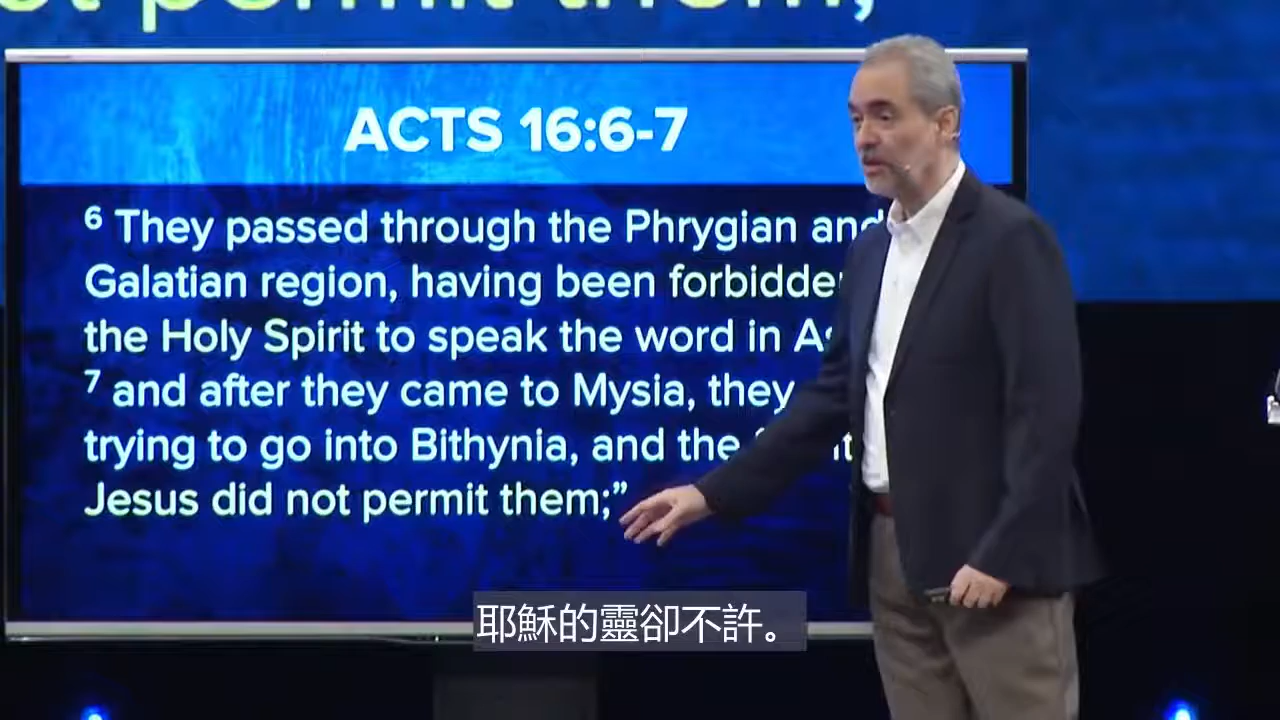 permit them;
ACTS 16:6-7
6 They passed through the Phrygian and
Galatian region, having been
the Holy Spirit to speak the word in
7 and after they came to Mysia, they
trying to go into Bithynia, and the
Jesus did not permit them;”
耶穌的靈卻不許。